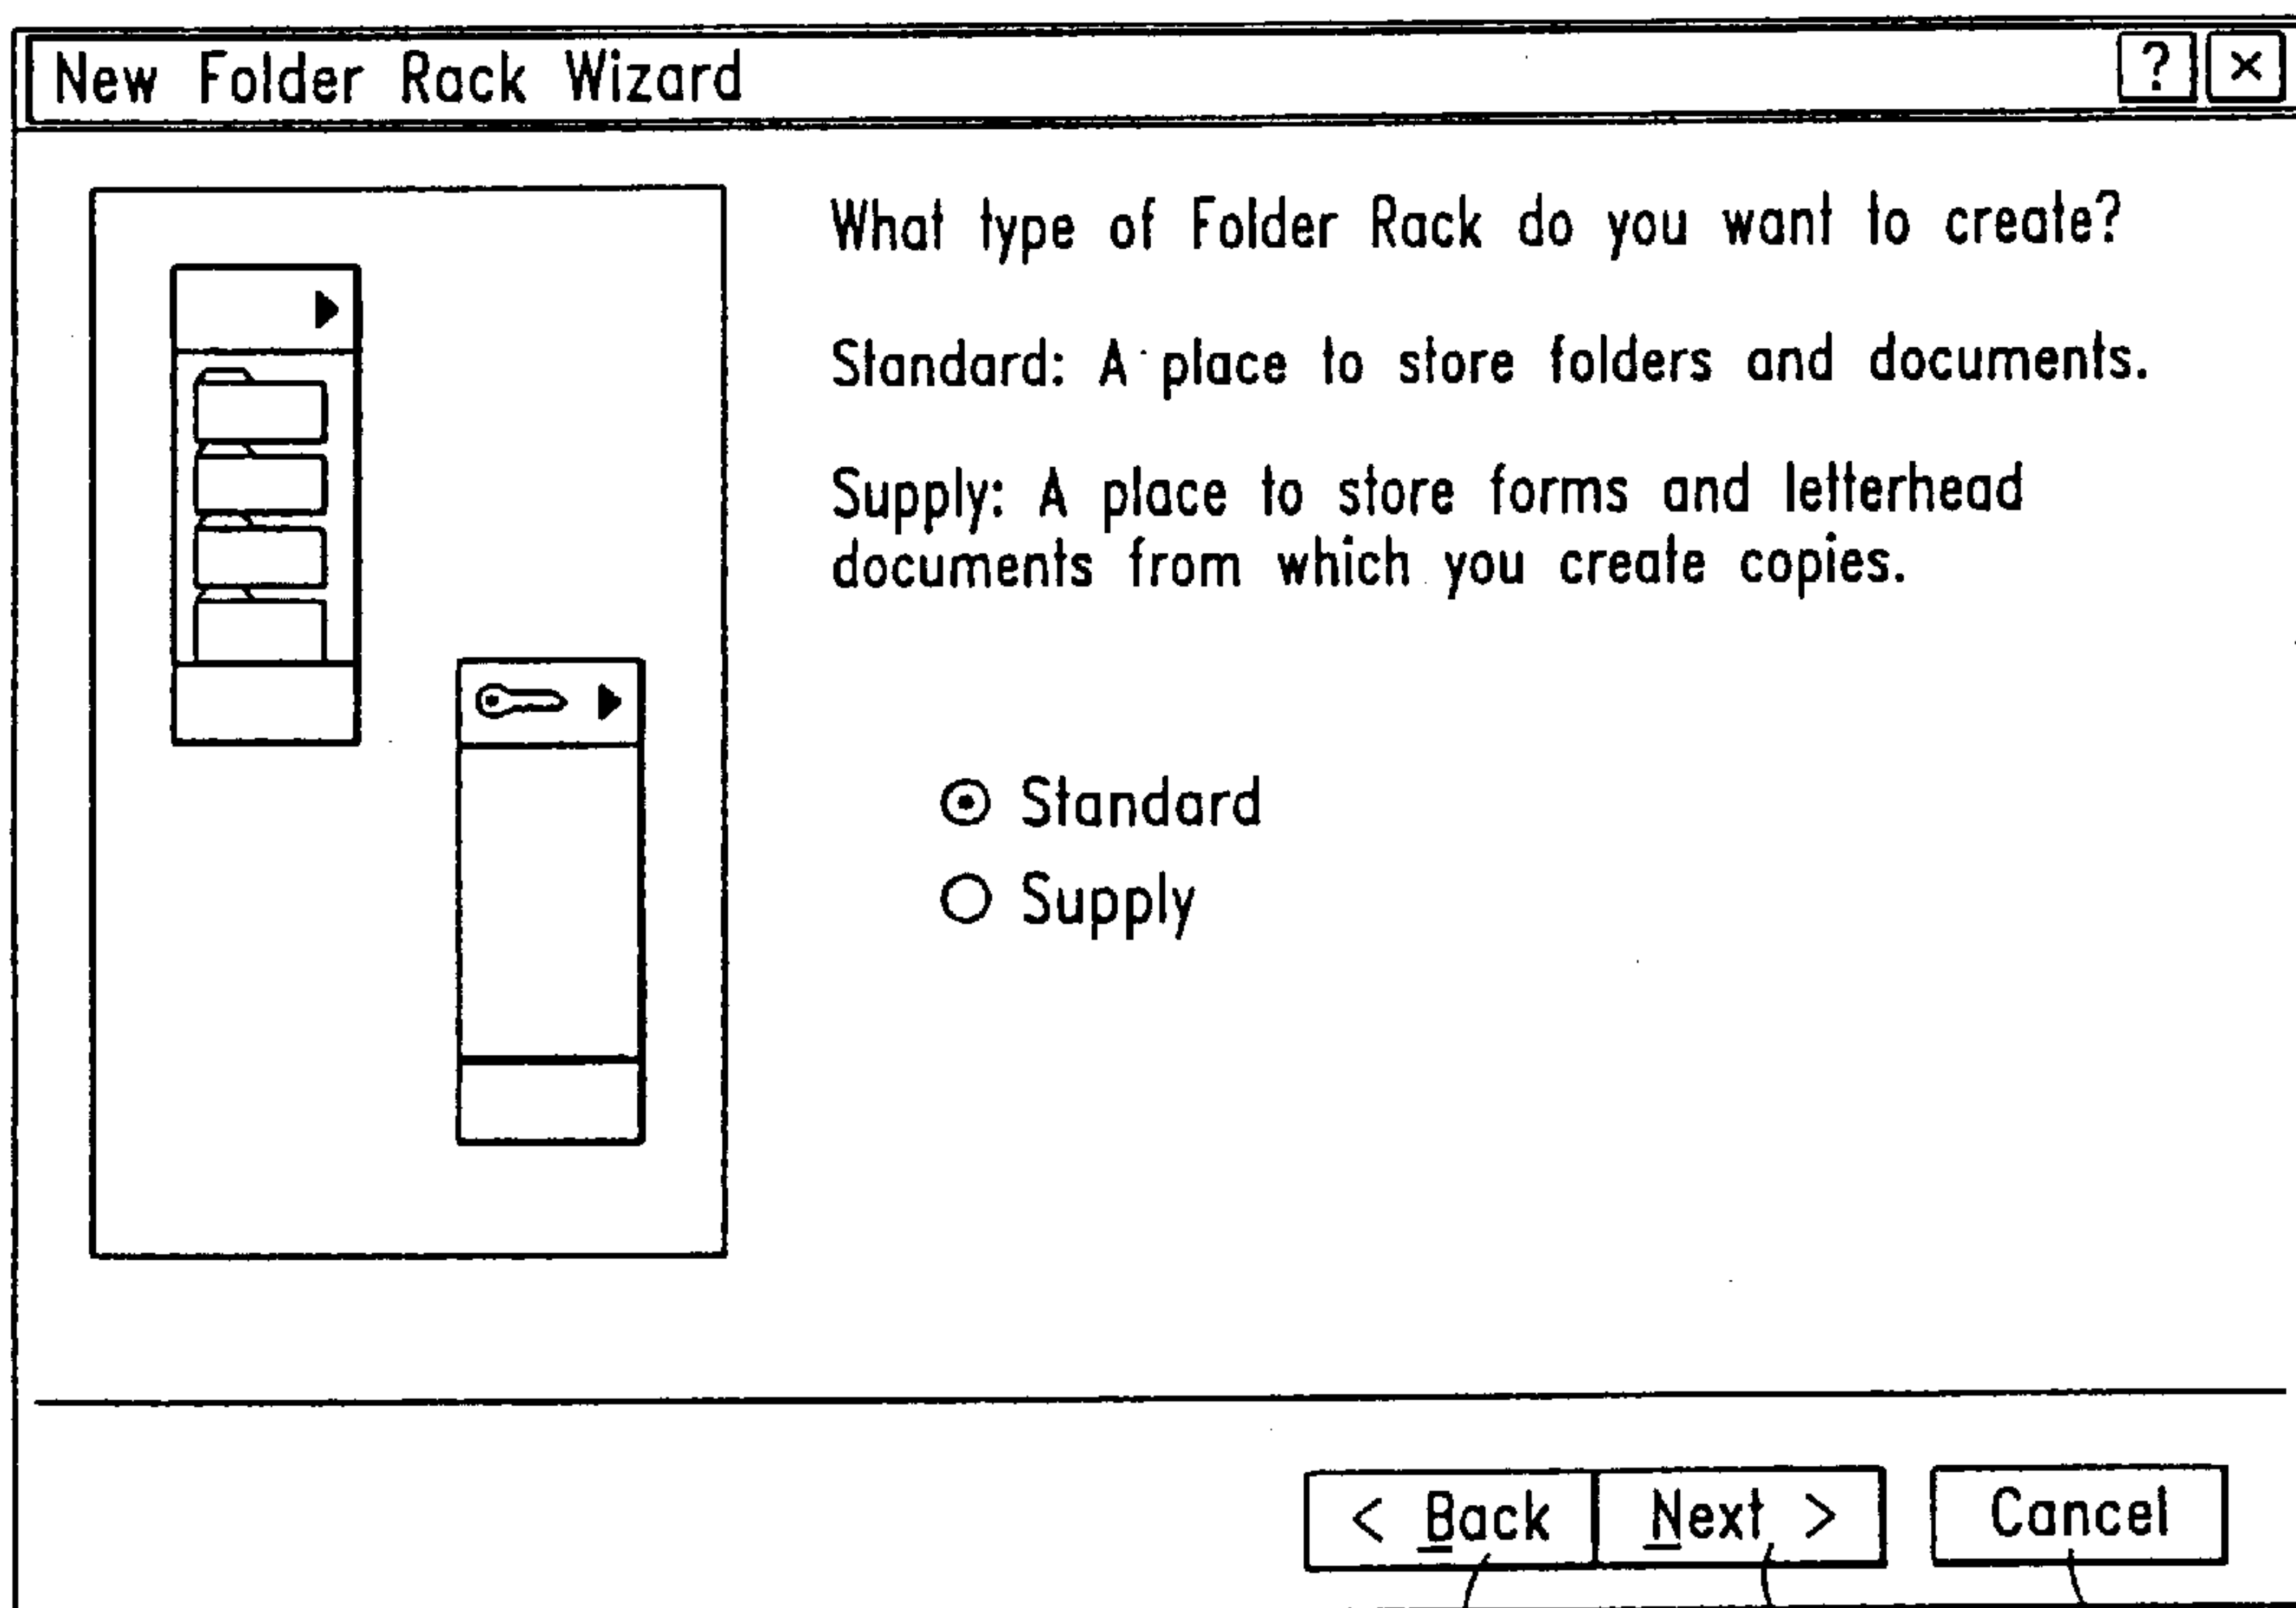 New Folder Rack Wizard ? ×
What type of Folder Rack do you want to create?
Standard: A place to store folders and documents.
Supply: A place to store forms and letterhead
documents from which you create copies.
Standard
Supply
< Back Next > Cancel